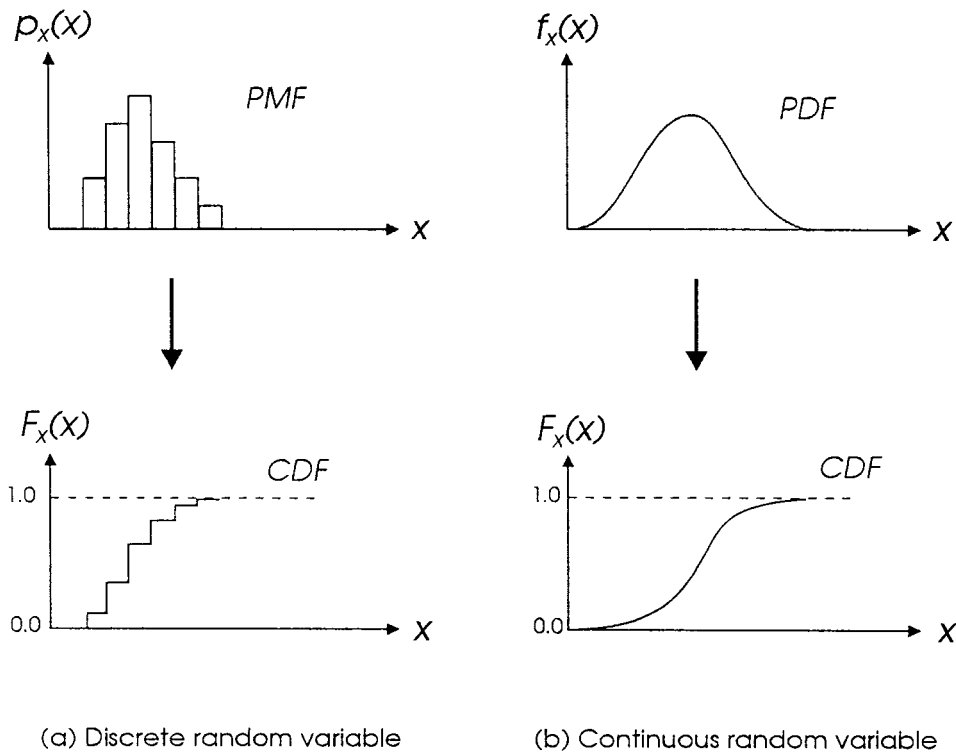 pₓ(x)
PMF
x
fₓ(x)
PDF
x
Fₓ(x)
CDF
1.0
0.0
x
Fₓ(x)
CDF
1.0
0.0
x
(a) Discrete random variable
(b) Continuous random variable